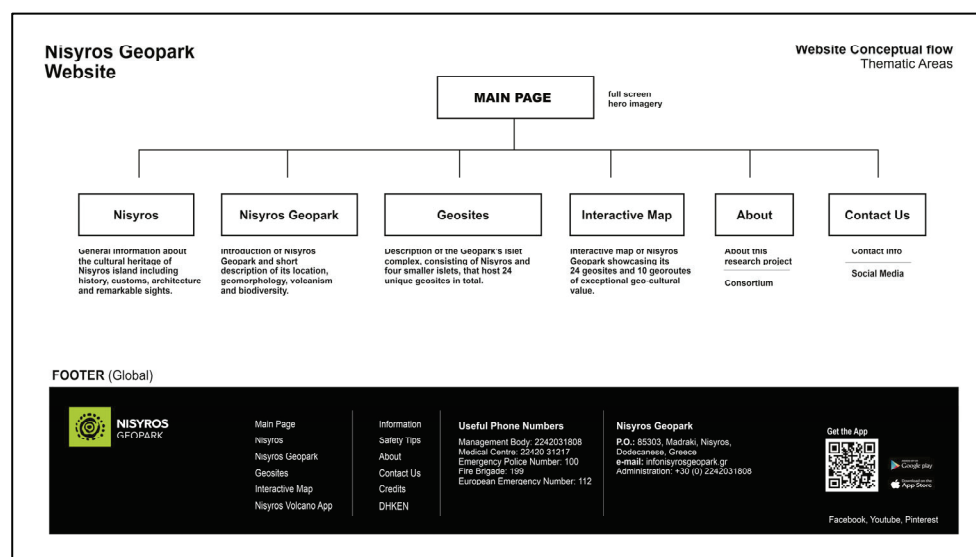 Nisyros Geopark
Website
Website Conceptual flow
Thematic Areas
MAIN PAGE
full screen
hero imagery
Nisyros
Nisyros Geopark
Geosites
Interactive Map
About
Contact Us
General information about
the cultural heritage of
Nisyros island including
history, customs, architecture
and remarkable sights.
Introduction of Nisyros
Geopark and short
description of its location,
geomorphology, volcanism
and biodiversity.
Description of the Geopark's islet
complex, consisting of Nisyros and
four smaller islets, that host 24
unique geosites in total.
Interactive map of Nisyros
Geopark showcasing its
24 geosites and 10 georoutes
of exceptional geo-cultural
value.
About this
research project
Consortium
Contact info
Social Media
FOOTER (Global)
NISYROS
GEOPARK
Main Page
Nisyros
Nisyros Geopark
Geosites
Interactive Map
Nisyros Volcano App
Information
Safety Tips
About
Contact Us
Credits
DHKEN
Useful Phone Numbers
Management Body: 2242031808
Medical Centre: 22420 31217
Emergency Police Number: 100
Fire Brigade: 199
European Emergency Number: 112
Nisyros Geopark
P.O.: 85303, Madraki, Nisyros,
Dodecanese, Greece
e-mail: infonisyrosgeopark.gr
Administration: +30 (0) 2242031808
Get the App
Google play
Download on the
App Store
Facebook, Youtube, Pinterest